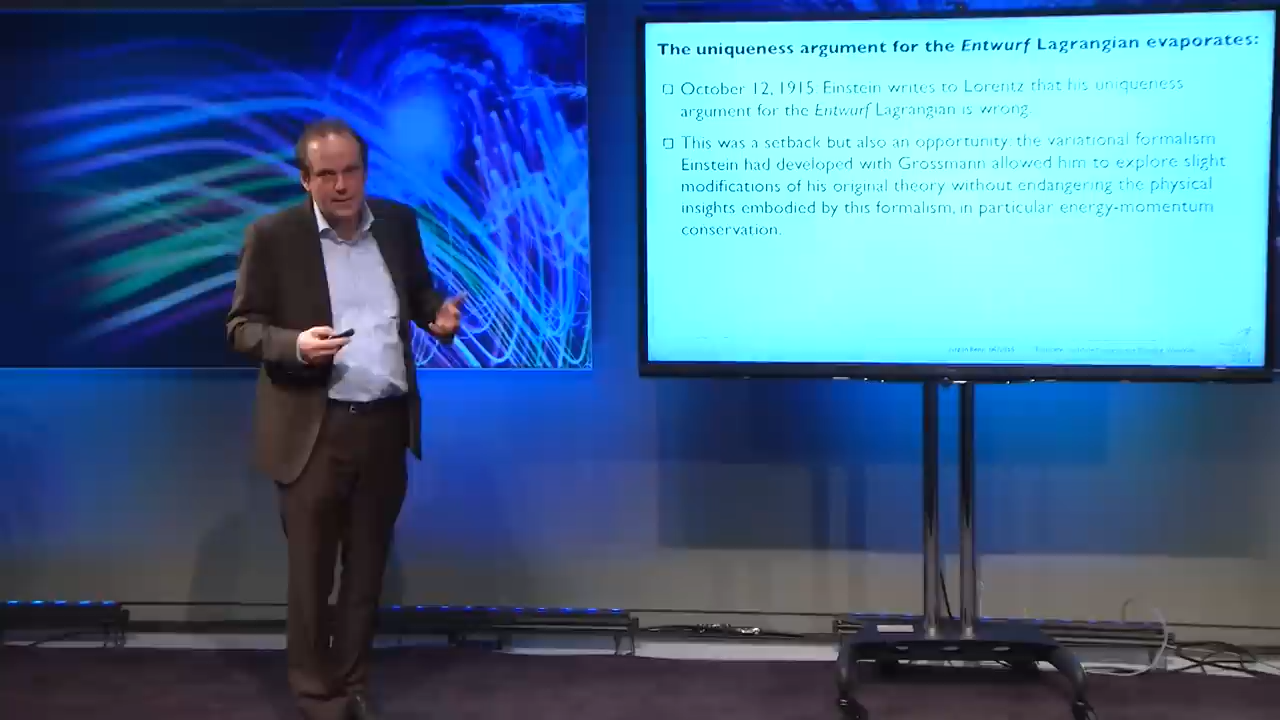 The uniqueness argument for the Entwurf Lagrangian evaporates:
October 12, 1915 Einstein writes to Lorentz that his uniqueness
argument for the Entwurf Lagrangian is wrong.
This was a setback but also an opportunity: the variational formalism
Einstein had developed with Grossmann allowed him to explore slight
modifications of his original theory without endangering the physical
insights embodied by this formalism, in particular energy-momentum
conservation.